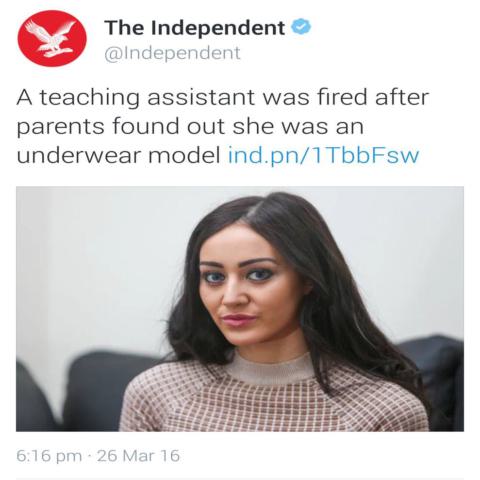 The Independent
@Independent
A teaching assistant was fired after
parents found out she was an
underwear model ind.pn/1TbbFsw
6:16 pm · 26 Mar 16